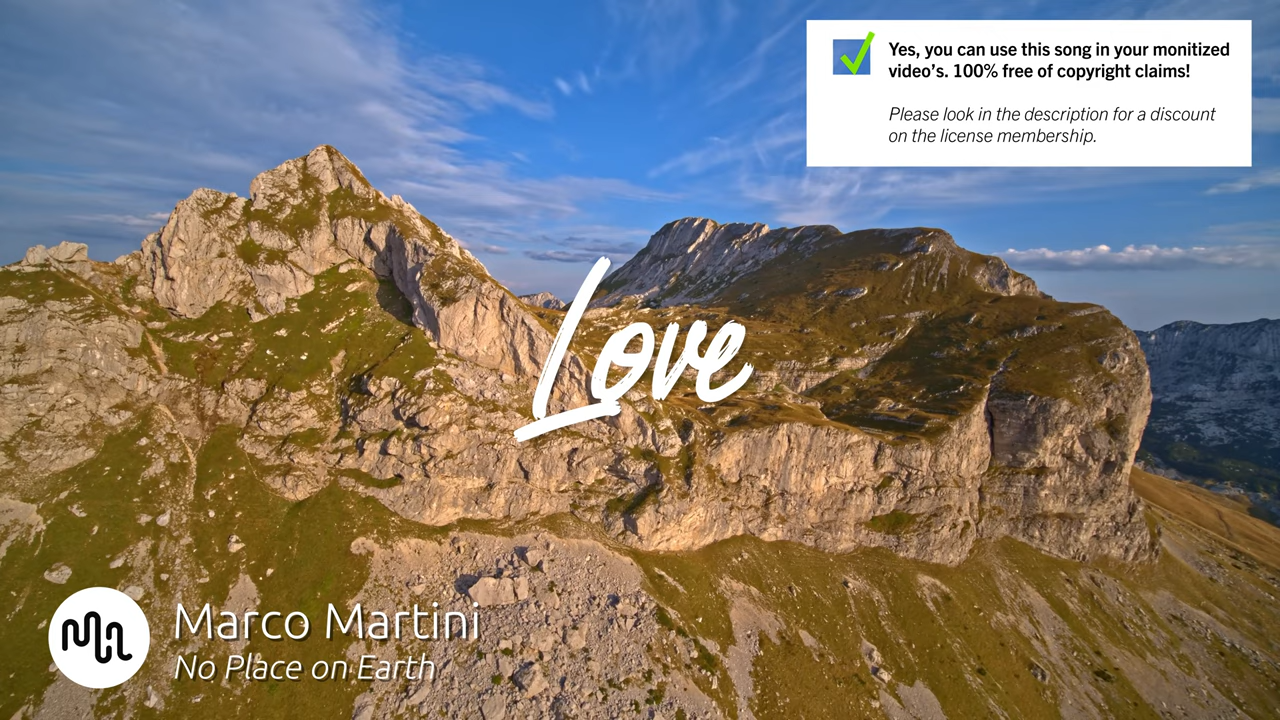 Yes, you can use this song in your monitized
video's. 100% free of copyright claims!
Please look in the description for a discount
on the license membership.
Love
Marco Martini
No Place on Earth